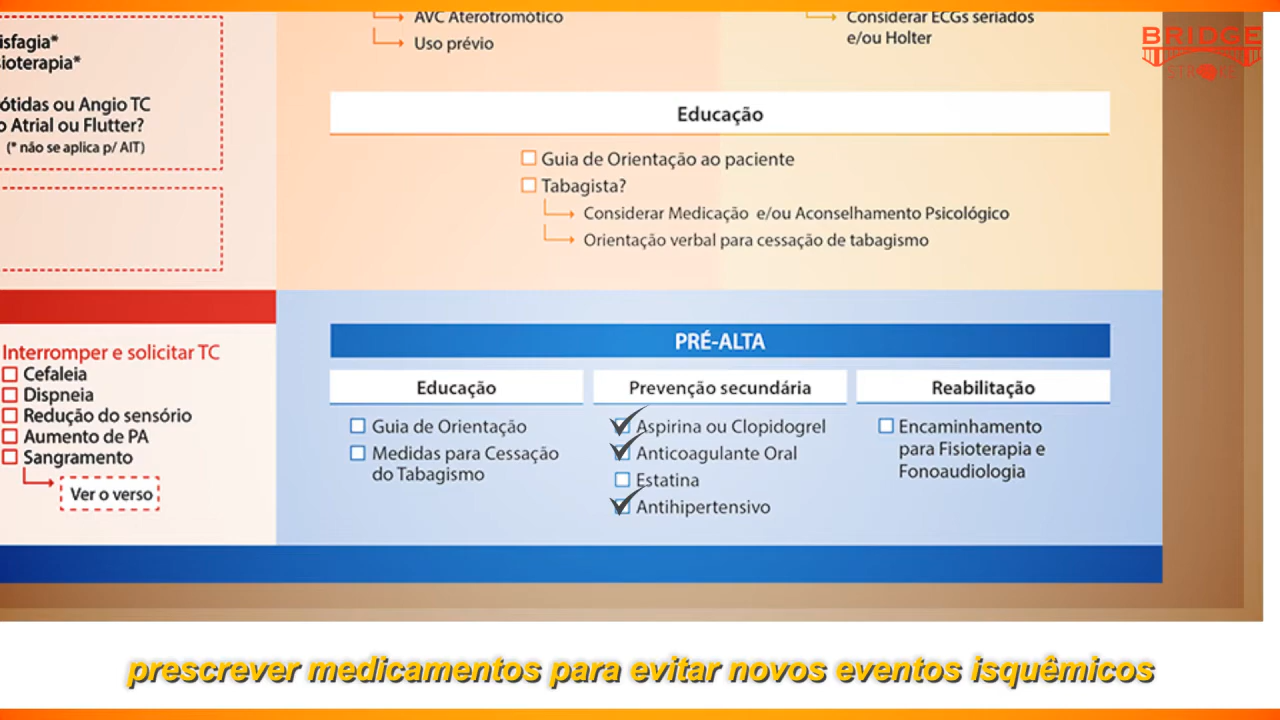 AVC Aterotromótico
Uso prévio
Considerar ECGs seriados
e/ou Holter
BRIDGE
STROKE
isfagia*
sioterapia*
ótidas ou Angio TC
o Atrial ou Flutter?
(* não se aplica p/ AIT)
Educação
Guia de Orientação ao paciente
Tabagista?
Considerar Medicação e/ou Aconselhamento Psicológico
Orientação verbal para cessação de tabagismo
Interromper e solicitar TC
Cefaleia
Dispneia
Redução do sensório
Aumento de PA
Sangramento
Ver o verso
PRÉ-ALTA
Educação
Guia de Orientação
Medidas para Cessação
do Tabagismo
Prevenção secundária
Aspirina ou Clopidogrel
Anticoagulante Oral
Estatina
Antihipertensivo
Reabilitação
Encaminhamento
para Fisioterapia e
Fonoaudiologia
prescrever medicamentos para evitar novos eventos isquêmicos